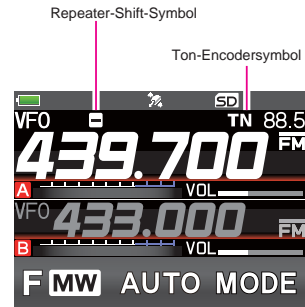 Repeater-Shift-Symbol
Ton-Encodersymbol
SD
VFO - TN 88.5
439.700 FM
A VOL
VFO
433.000 FM
B VOL
F MW AUTO MODE